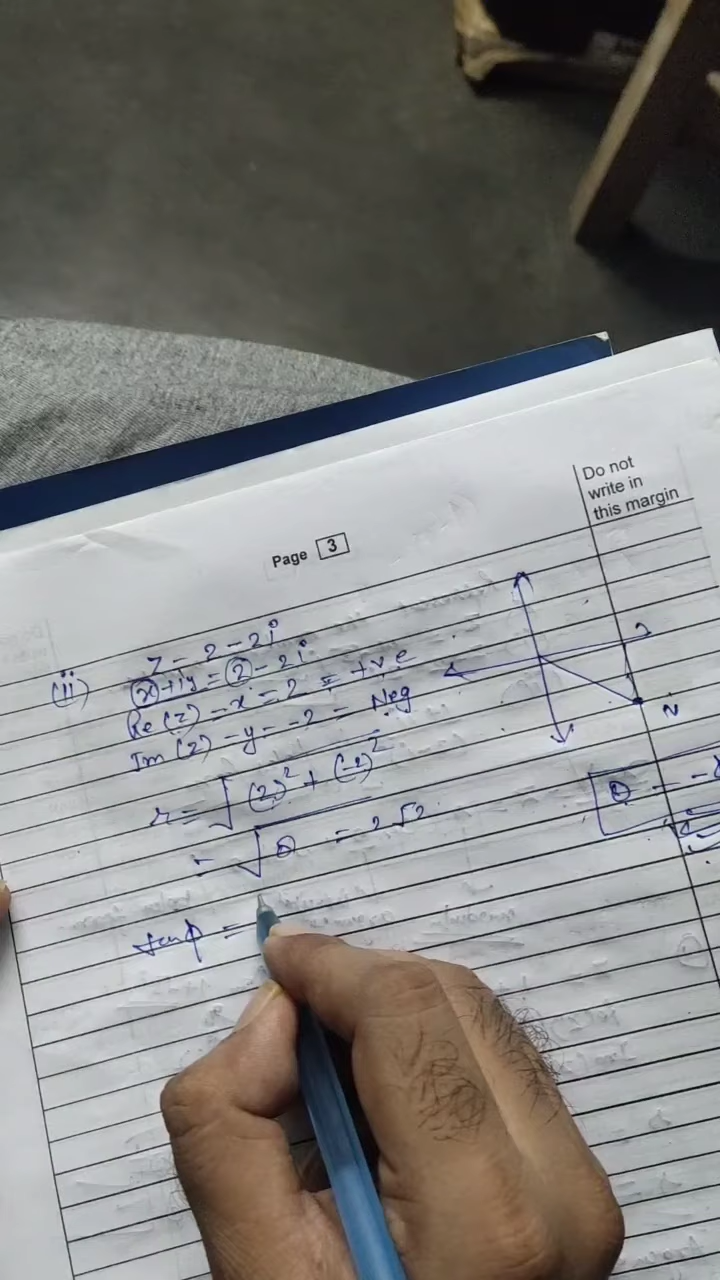 Do not
write in
this margin
Page 3
(ii) Z = 2 - 2i
x + iy = 2 - 2i
Re(z) = x = 2 = +ve
Im(z) = y = -2 = Neg
r = √(2)² + (-2)²
= √8 = 2√2
θ = -
tan φ =